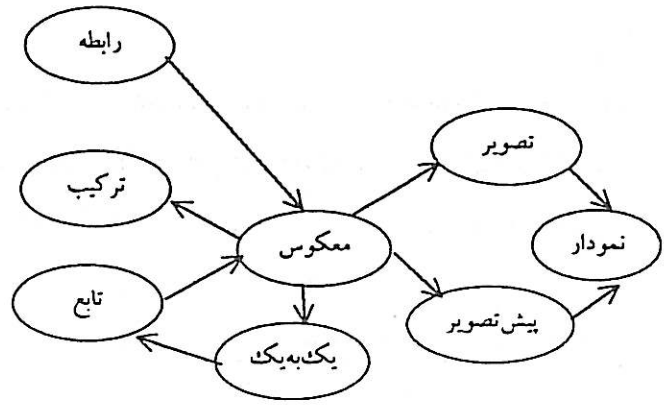 رابطه
تصویر
ترکیب
معکوس
نمودار
تابع
پیش‌تصویر
یک‌به‌یک